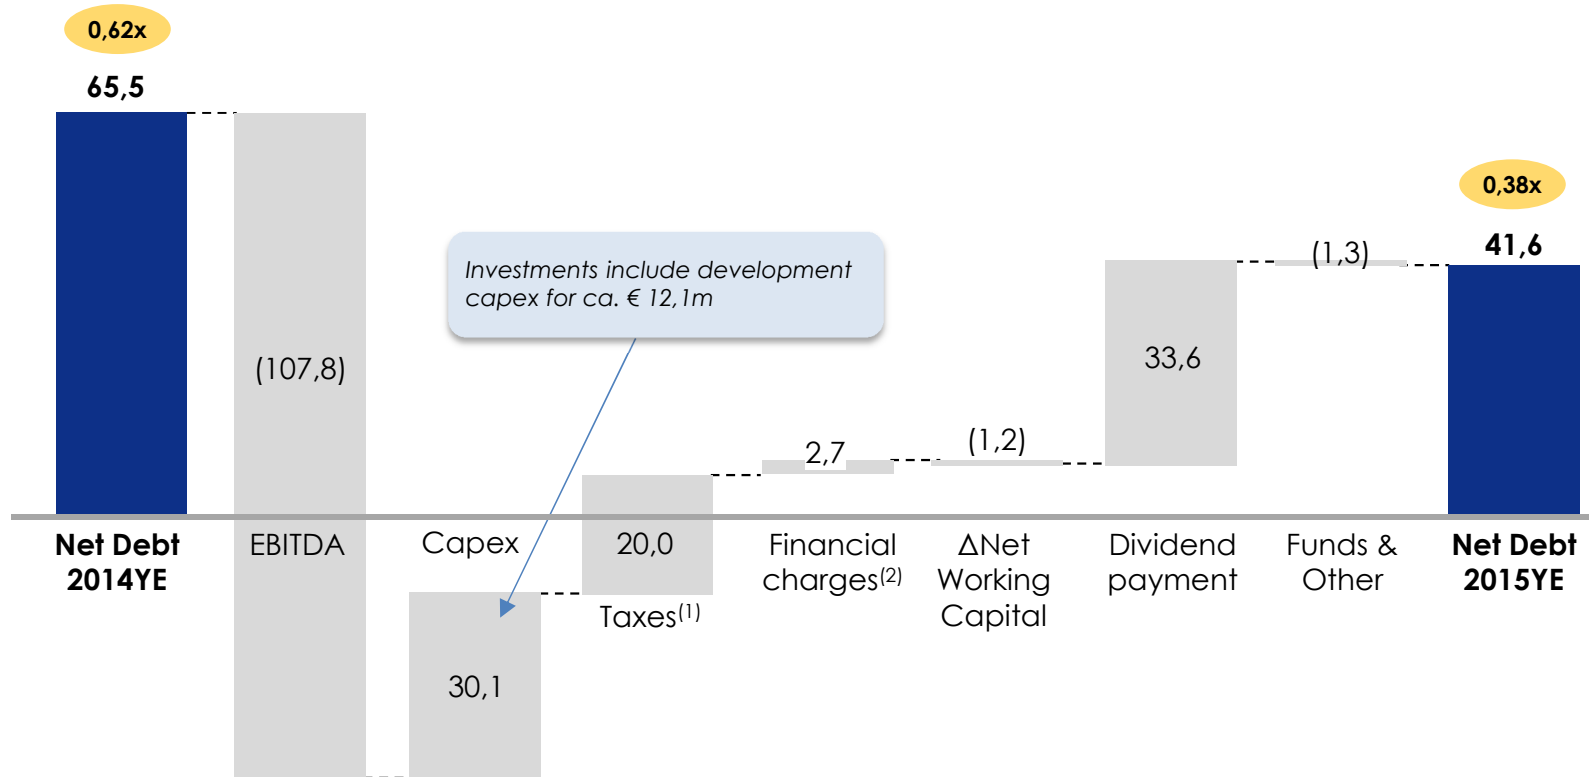 0,62x
65,5
0,38x
41,6
Investments include development
capex for ca. € 12,1m
(107,8)
30,1
20,0
2,7
(1,2)
33,6
(1,3)
Net Debt
2014YE
EBITDA
Capex
Taxes(1)
Financial
charges(2)
ΔNet
Working
Capital
Dividend
payment
Funds &
Other
Net Debt
2015YE